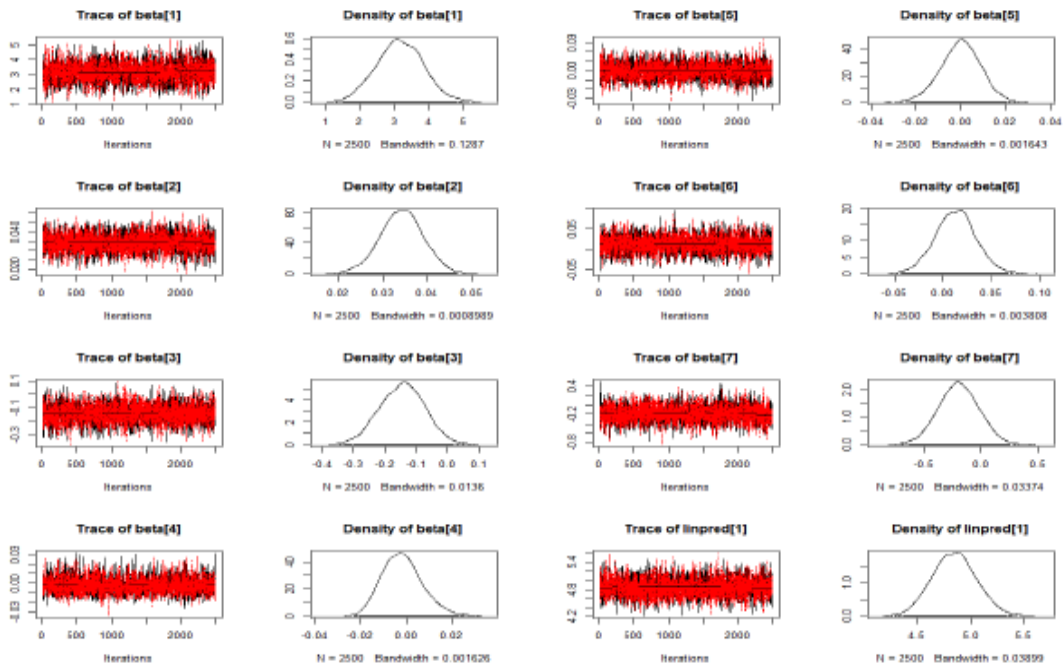 Trace of beta[1]
1 2 3 4 5
0 500 1000 2000
Iterations
Density of beta[1]
0.0 0.2 0.4 0.6
1 2 3 4 5
N = 2500 Bandwidth = 0.1287
Trace of beta[5]
-0.03 0.00 0.03
0 500 1000 2000
Iterations
Density of beta[5]
0 20 40
-0.04 -0.02 0.00 0.02 0.04
N = 2500 Bandwidth = 0.001643
Trace of beta[2]
0.020 0.040
0 500 1000 2000
Iterations
Density of beta[2]
0 40 80
0.02 0.03 0.04 0.05
N = 2500 Bandwidth = 0.0008989
Trace of beta[6]
-0.05 0.05
0 500 1000 2000
Iterations
Density of beta[6]
0 5 10 20
-0.05 0.00 0.05 0.10
N = 2500 Bandwidth = 0.003808
Trace of beta[3]
-0.3 -0.1 0.1
0 500 1000 2000
Iterations
Density of beta[3]
0 2 4
-0.4 -0.3 -0.2 -0.1 0.0 0.1
N = 2500 Bandwidth = 0.0136
Trace of beta[7]
-0.8 -0.2 0.4
0 500 1000 2000
Iterations
Density of beta[7]
0.0 1.0 2.0
-0.5 0.0 0.5
N = 2500 Bandwidth = 0.03374
Trace of beta[4]
-0.03 0.00 0.03
0 500 1000 2000
Iterations
Density of beta[4]
0 20 40
-0.04 -0.02 0.00 0.02
N = 2500 Bandwidth = 0.001626
Trace of linpred[1]
4.2 4.8 5.4
0 500 1000 2000
Iterations
Density of linpred[1]
0.0 1.0
4.5 5.0 5.5
N = 2500 Bandwidth = 0.03899